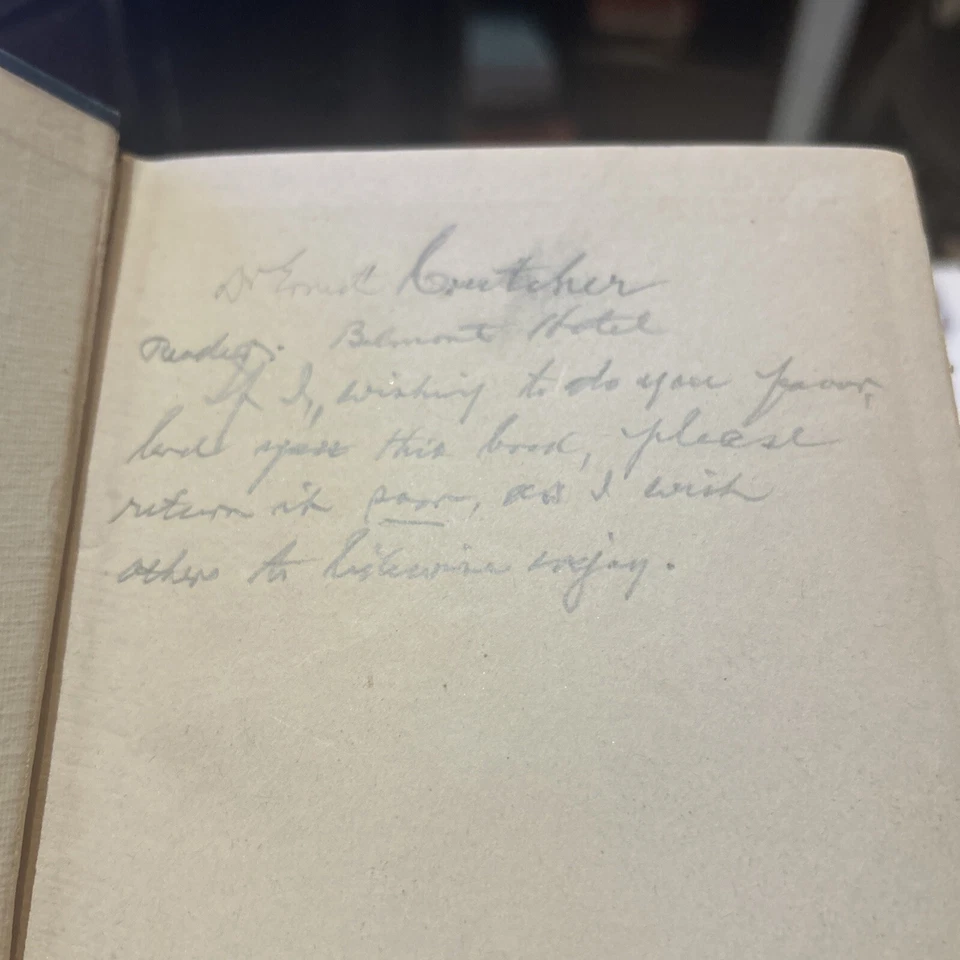 Dr Ernest Crutcher
Reader. Belmont Hotel
If I, wishing to do you favor,
lend you this book, please
return it soon, as I wish
others to likewise enjoy.